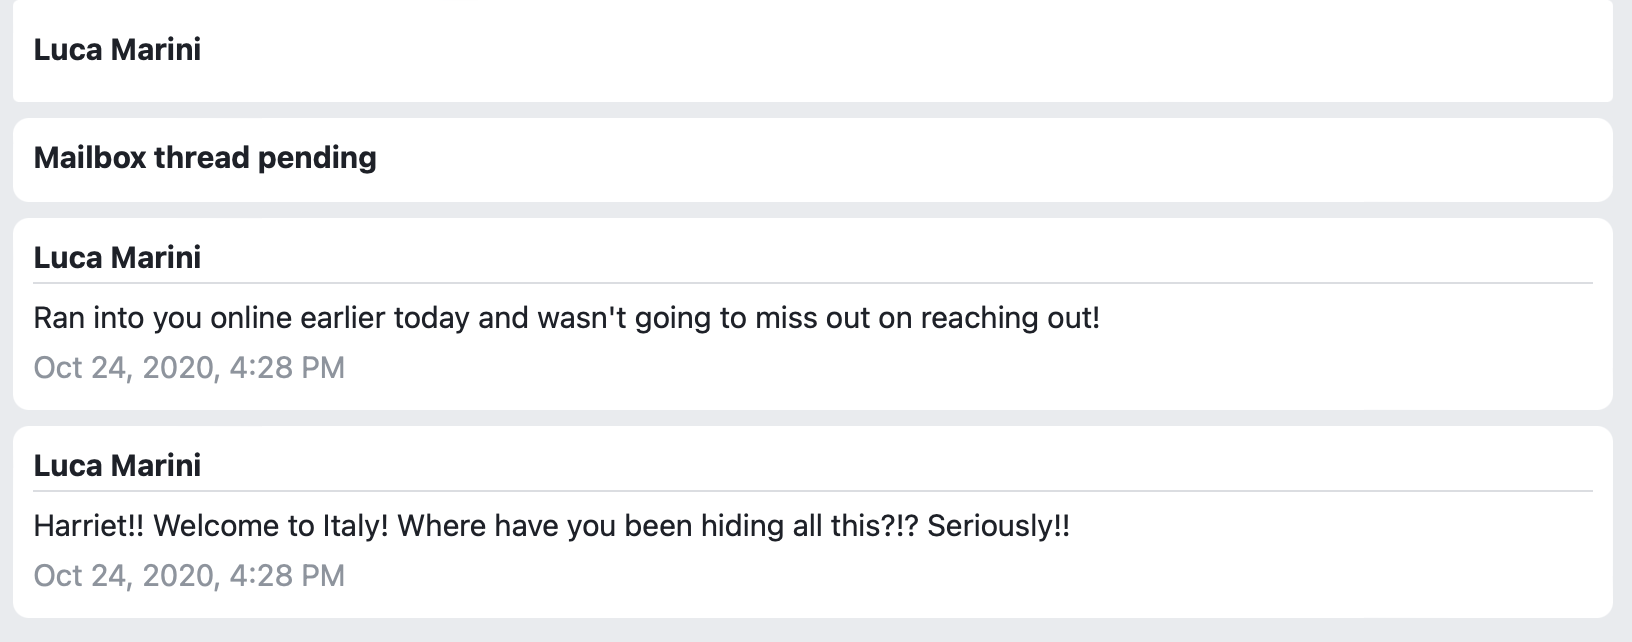 Luca Marini
Mailbox thread pending
Luca Marini
Ran into you online earlier today and wasn't going to miss out on reaching out!
Oct 24, 2020, 4:28 PM
Luca Marini
Harriet!! Welcome to Italy! Where have you been hiding all this?!? Seriously!!
Oct 24, 2020, 4:28 PM